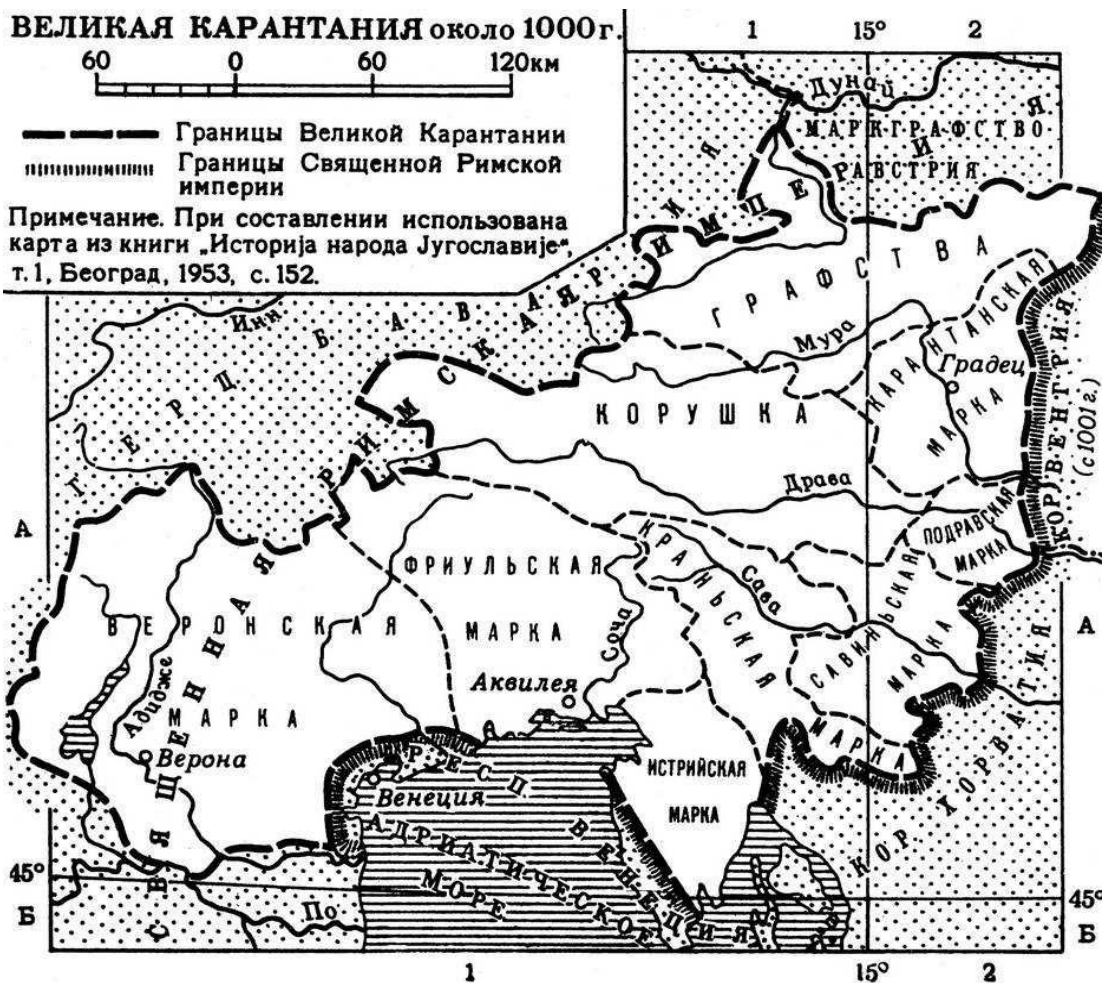 ВЕЛИКАЯ КАРАНТАНИЯ около 1000 г.
60 0 60 120км
Границы Великой Карантании
Границы Священной Римской
империи
Примечание. При составлении использована
карта из книги „Историја народа Југославије“,
т. 1, Београд, 1953, с. 152.
1 15° 2
Дунай
МАРКГРАФСТВО
АВСТРИЯ
СВЯЩЕННАЯ РИМСКАЯ ИМПЕРИЯ
ГЕРЦ БАВАРИЯ
Инн
ГРАФСТВА
Мура
КАРАНТАНСКАЯ
МАРКА
Градец
КОР. ВЕНГРИЯ
(с 1001 г.)
КОРУШКА
Драва
ПОДРАВСКАЯ
МАРКА
А
ФРИУЛЬСКАЯ
МАРКА
КРАНЬСКАЯ
МАРКА
Сава
САВИНЬСКАЯ
МАРКА
А
ВЕРОНСКАЯ
МАРКА
Соча
Аквилея
Адидже
Верона
ИСТРИЙСКАЯ
МАРКА
КОР ХОРВАТИЯ
РЕСП ВЕНЕЦИЯ
Венеция
АДРИАТИЧЕСКОЕ
МОРЕ
45° 45°
Б По Б
1 15° 2